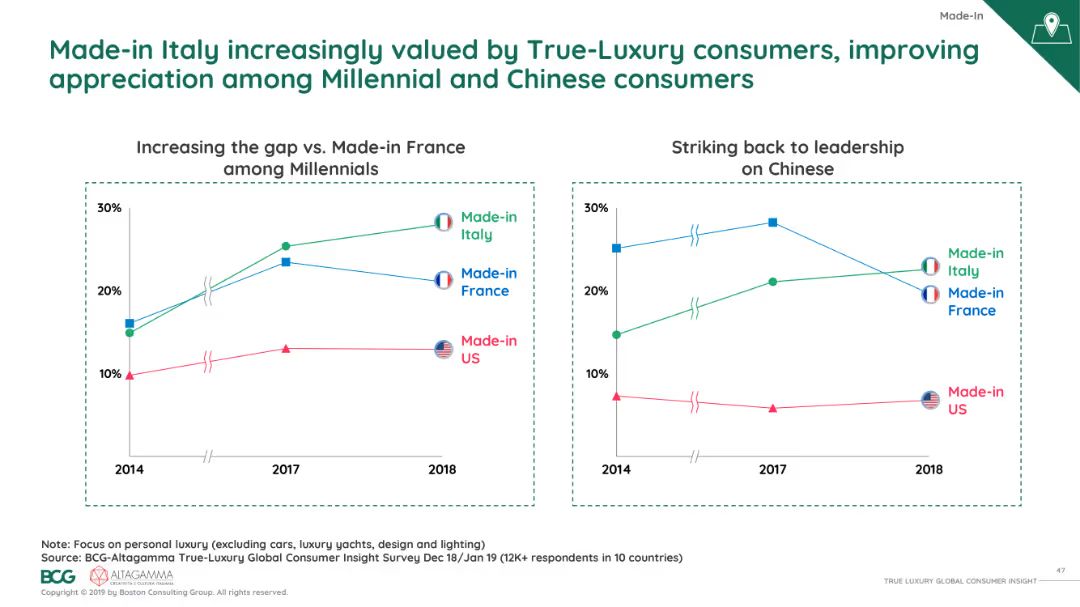 Made-In
Made-in Italy increasingly valued by True-Luxury consumers, improving
appreciation among Millennial and Chinese consumers
Increasing the gap vs. Made-in France
among Millennials
30%
20%
10%
2014
2017
2018
Made-in
Italy
Made-in
France
Made-in
US
Striking back to leadership
on Chinese
30%
20%
10%
2014
2017
2018
Made-in
Italy
Made-in
France
Made-in
US
Note: Focus on personal luxury (excluding cars, luxury yachts, design and lighting)
Source: BCG-Altagamma True-Luxury Global Consumer Insight Survey Dec 18/Jan 19 (12K+ respondents in 10 countries)
BCG
ALTAGAMMA
CREATIVITÀ E CULTURA ITALIANA
Copyright © 2019 by Boston Consulting Group. All rights reserved.
47
TRUE LUXURY GLOBAL CONSUMER INSIGHT